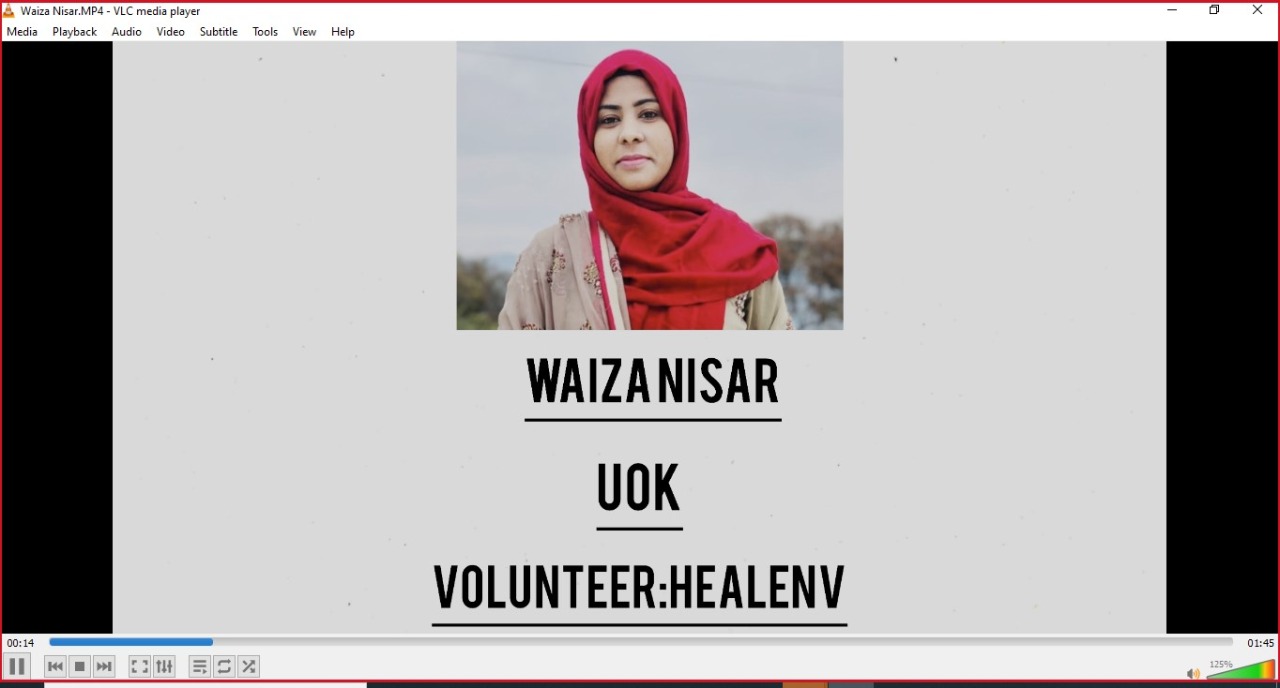 Waiza Nisar.MP4 - VLC media player
Media Playback Audio Video Subtitle Tools View Help
WAIZA NISAR
UOK
VOLUNTEER:HEALENV
00:14 01:45
125%